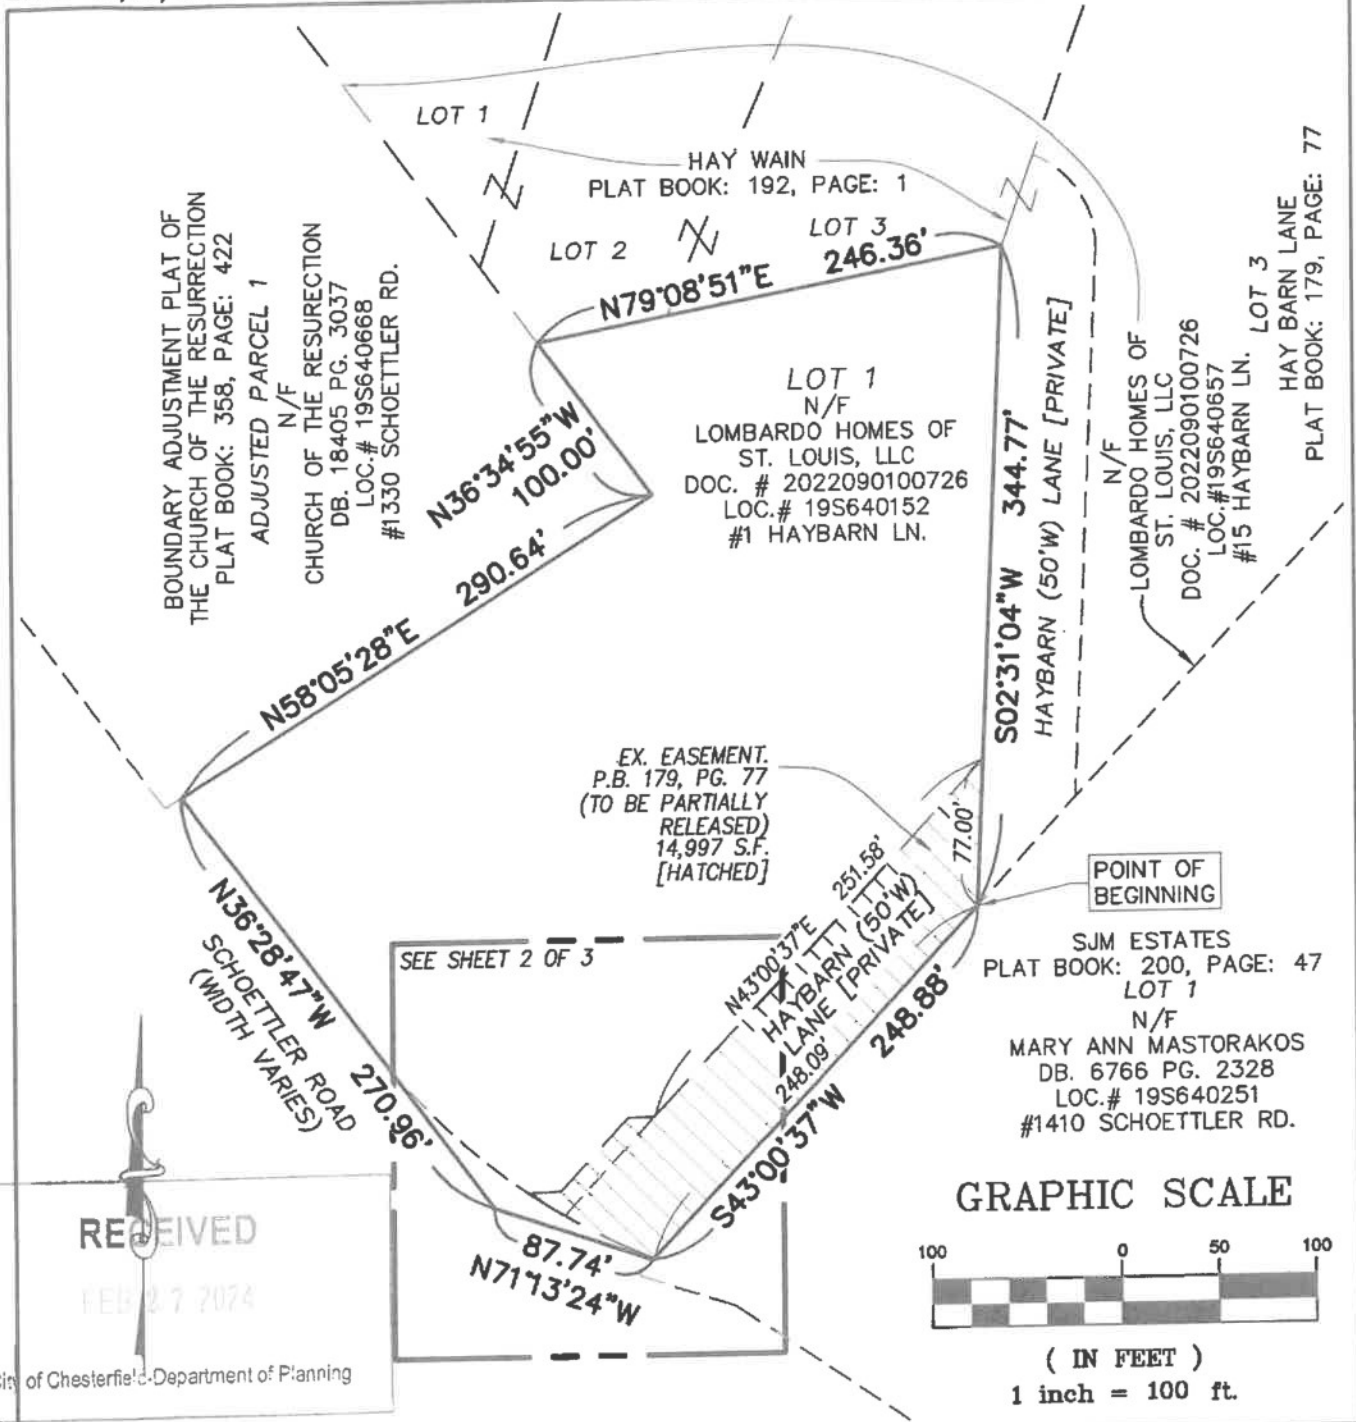 LOT 1
HAY WAIN
PLAT BOOK: 192, PAGE: 1
LOT 2
LOT 3
N79°08'51"E
246.36'
BOUNDARY ADJUSTMENT PLAT OF
THE CHURCH OF THE RESURRECTION
PLAT BOOK: 358, PAGE: 422
ADJUSTED PARCEL 1
N/F
CHURCH OF THE RESURECTION
DB. 18405 PG. 3037
LOC.# 19S640668
#1330 SCHOETTLER RD.
N36°34'55"W
100.00'
LOT 1
N/F
LOMBARDO HOMES OF
ST. LOUIS, LLC
DOC. # 2022090100726
LOC.# 19S640152
#1 HAYBARN LN.
S02°31'04"W 344.77'
HAYBARN (50'W) LANE [PRIVATE]
N/F
LOMBARDO HOMES OF
ST. LOUIS, LLC
DOC. # 2022090100726
LOC.#19S640657
#15 HAYBARN LN.
LOT 3
HAY BARN LANE
PLAT BOOK: 179, PAGE: 77
N58°05'28"E 290.64'
EX. EASEMENT.
P.B. 179, PG. 77
(TO BE PARTIALLY
RELEASED)
14,997 S.F.
[HATCHED]
77.00'
N43°00'37"E 251.58'
HAYBARN (50'W)
LANE [PRIVATE]
248.09'
S43°00'37"W 248.88'
POINT OF
BEGINNING
SJM ESTATES
PLAT BOOK: 200, PAGE: 47
LOT 1
N/F
MARY ANN MASTORAKOS
DB. 6766 PG. 2328
LOC.# 19S640251
#1410 SCHOETTLER RD.
N36°28'47"W 270.96'
SCHOETTLER ROAD
(WIDTH VARIES)
SEE SHEET 2 OF 3
87.74'
N71°13'24"W
RECEIVED
FEB 27 2024
City of Chesterfield-Department of Planning
GRAPHIC SCALE
100 0 50 100
( IN FEET )
1 inch = 100 ft.